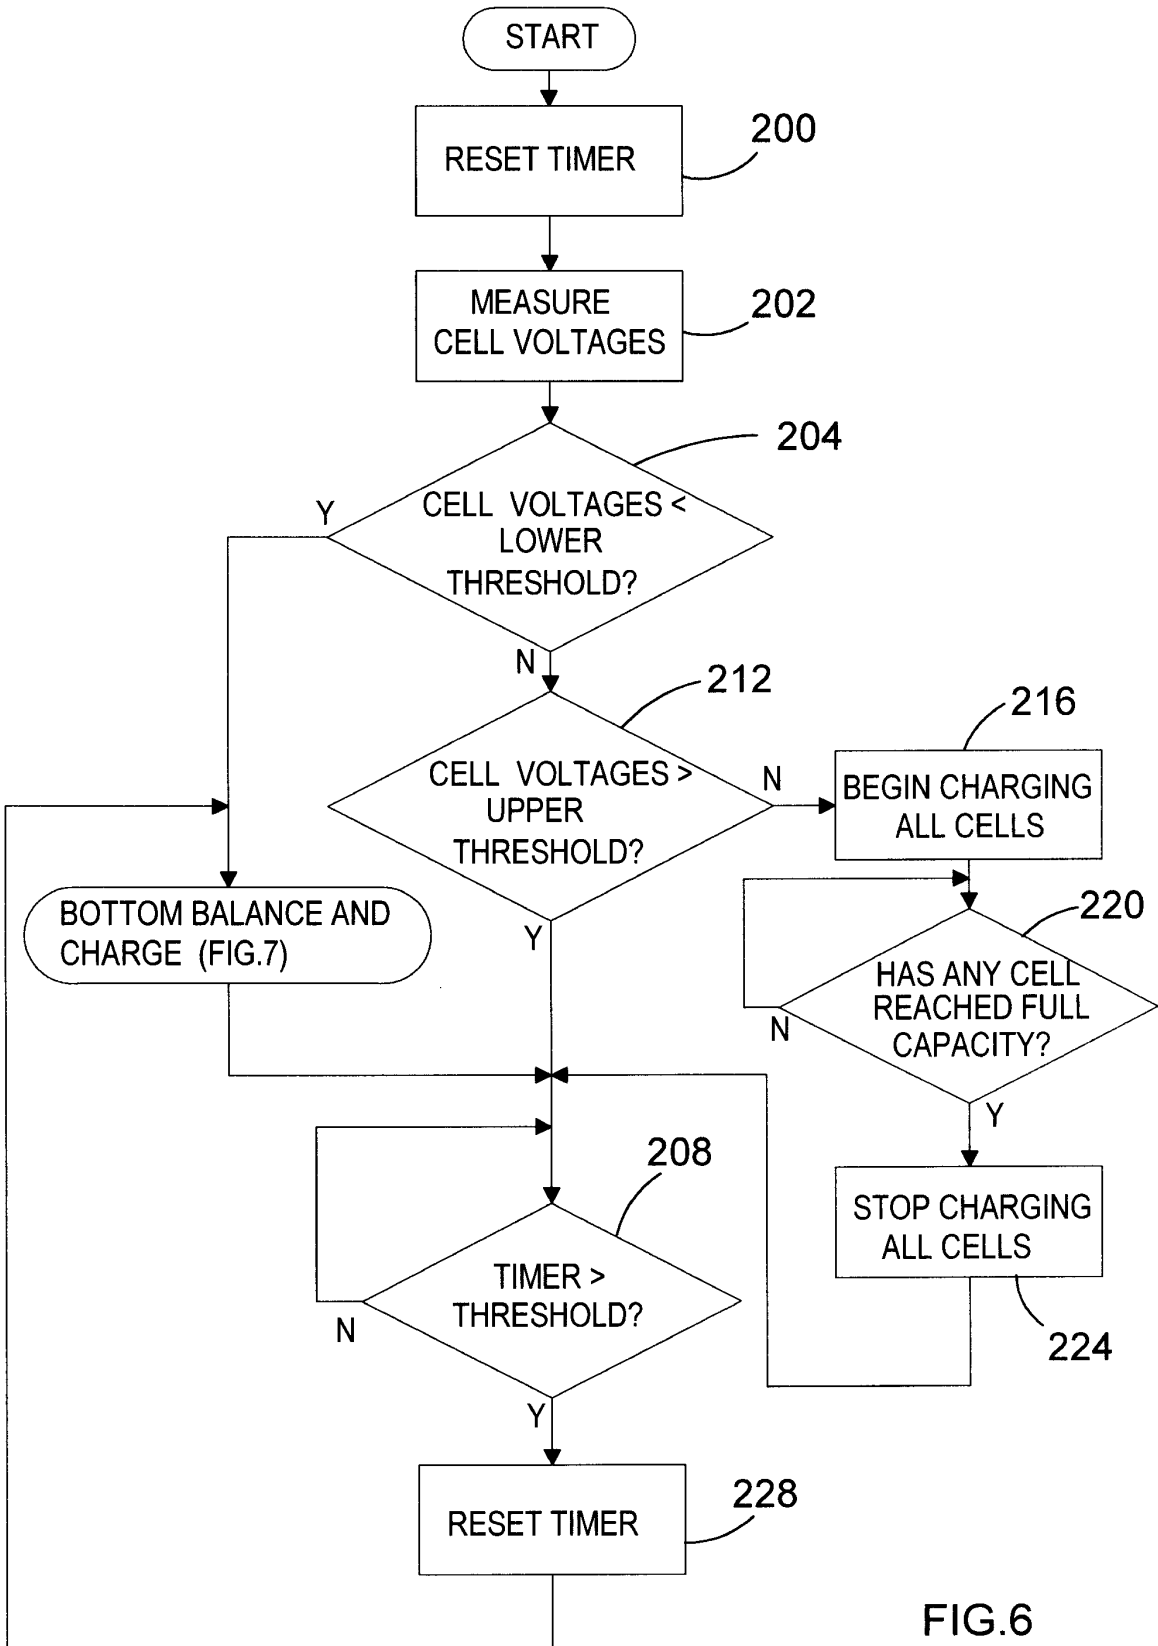 START
RESET TIMER
200
MEASURE
CELL VOLTAGES
202
204
CELL VOLTAGES <
LOWER
THRESHOLD?
Y
N
212
CELL VOLTAGES >
UPPER
THRESHOLD?
N
Y
216
BEGIN CHARGING
ALL CELLS
BOTTOM BALANCE AND
CHARGE (FIG.7)
220
HAS ANY CELL
REACHED FULL
CAPACITY?
N
Y
208
TIMER >
THRESHOLD?
N
Y
STOP CHARGING
ALL CELLS
224
RESET TIMER
228
FIG.6